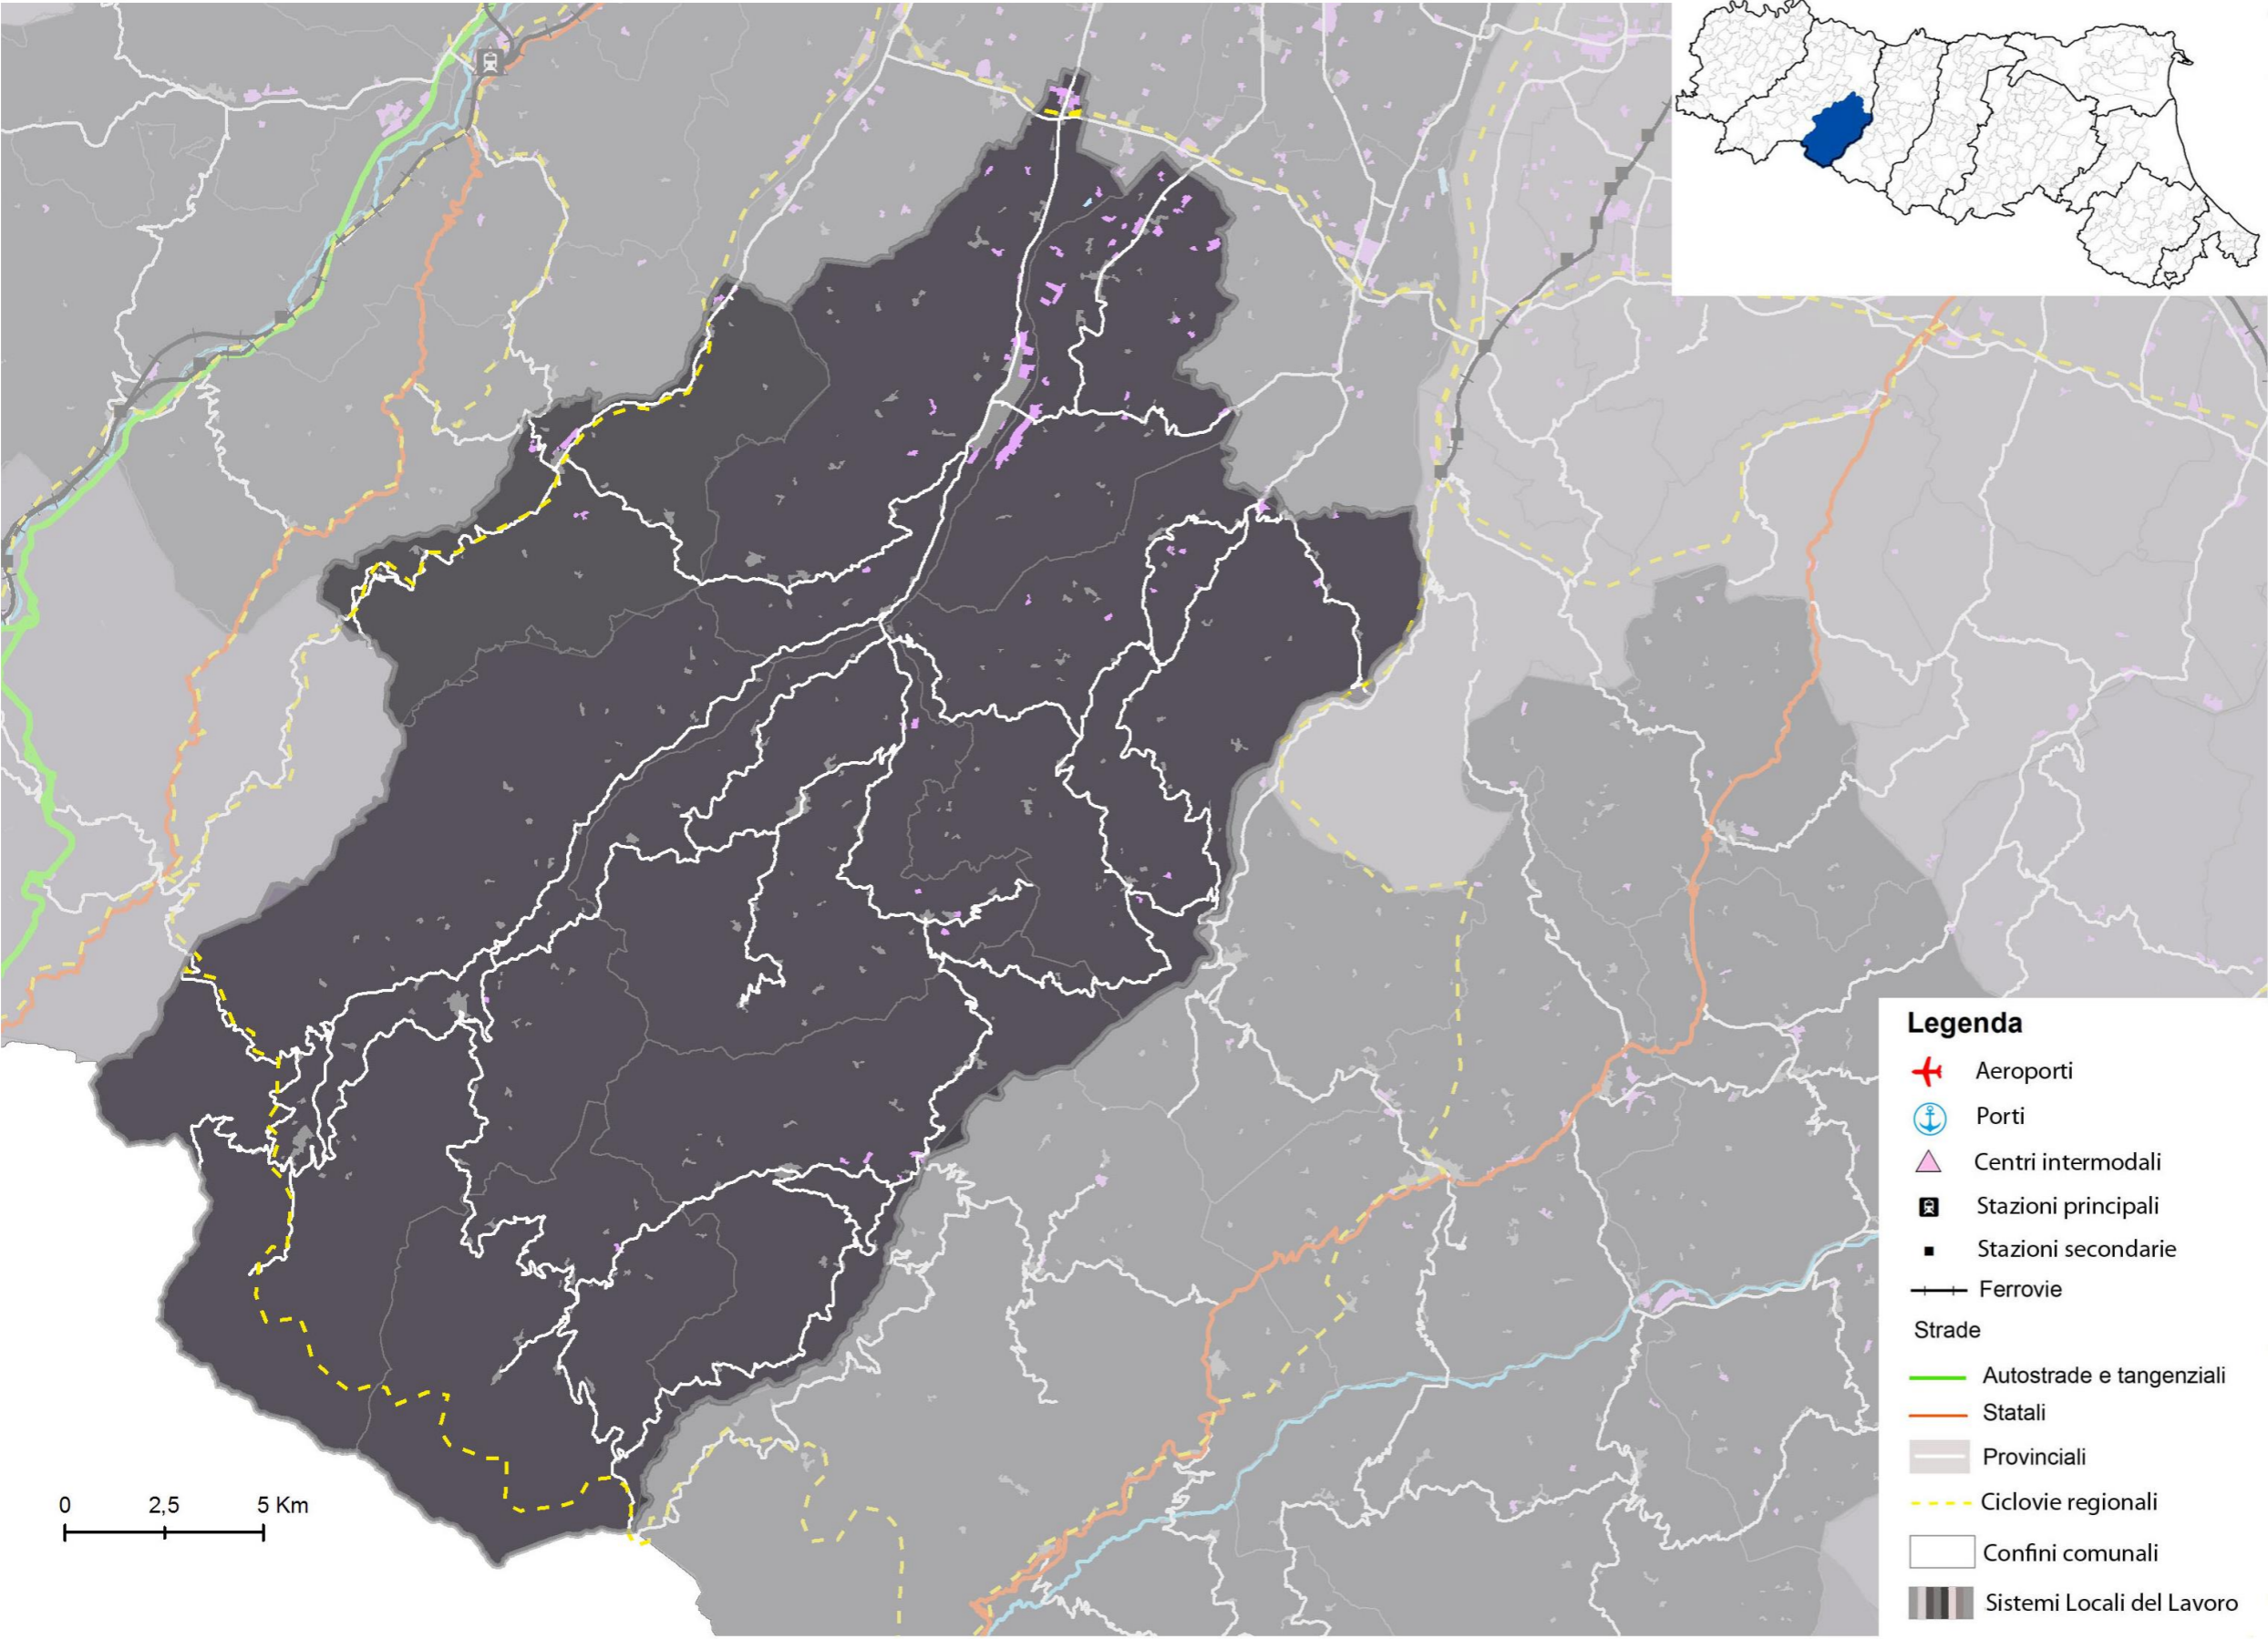 Legenda
Aeroporti
Porti
Centri intermodali
Stazioni principali
Stazioni secondarie
Ferrovie
Strade
Autostrade e tangenziali
Statali
Provinciali
Ciclovie regionali
Confini comunali
Sistemi Locali del Lavoro
0 2,5 5 Km